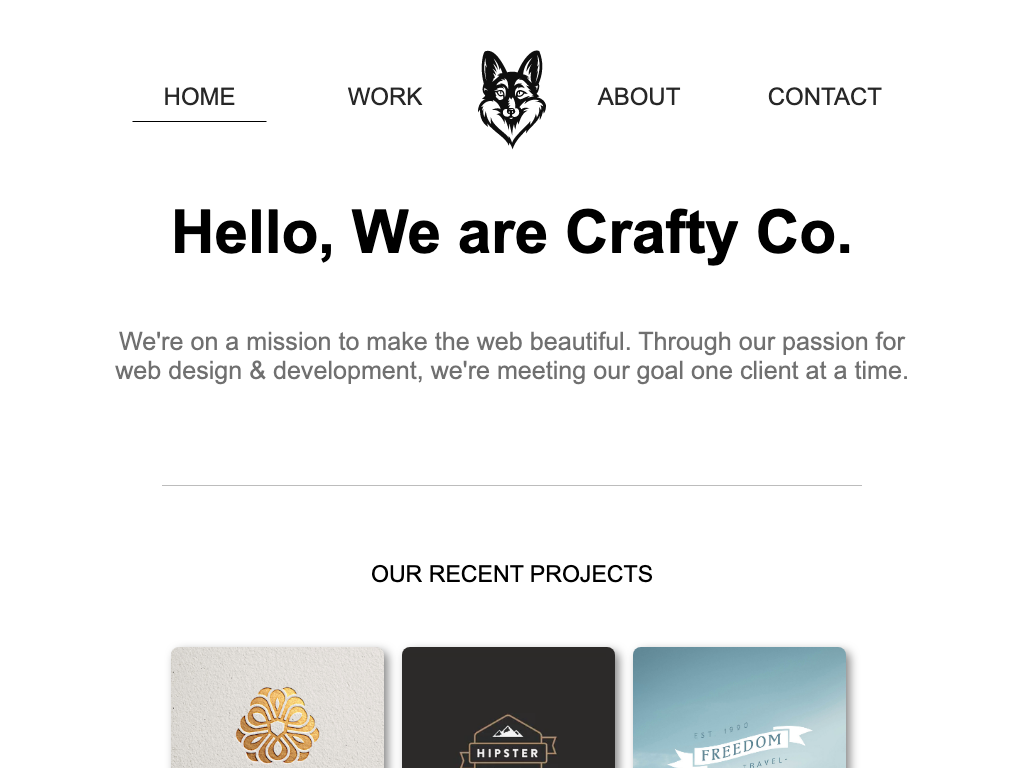 HOME WORK ABOUT CONTACT
Hello, We are Crafty Co.
We're on a mission to make the web beautiful. Through our passion for
web design & development, we're meeting our goal one client at a time.
OUR RECENT PROJECTS
EST 1990
HIPSTER
FREEDOM
TRAVEL-